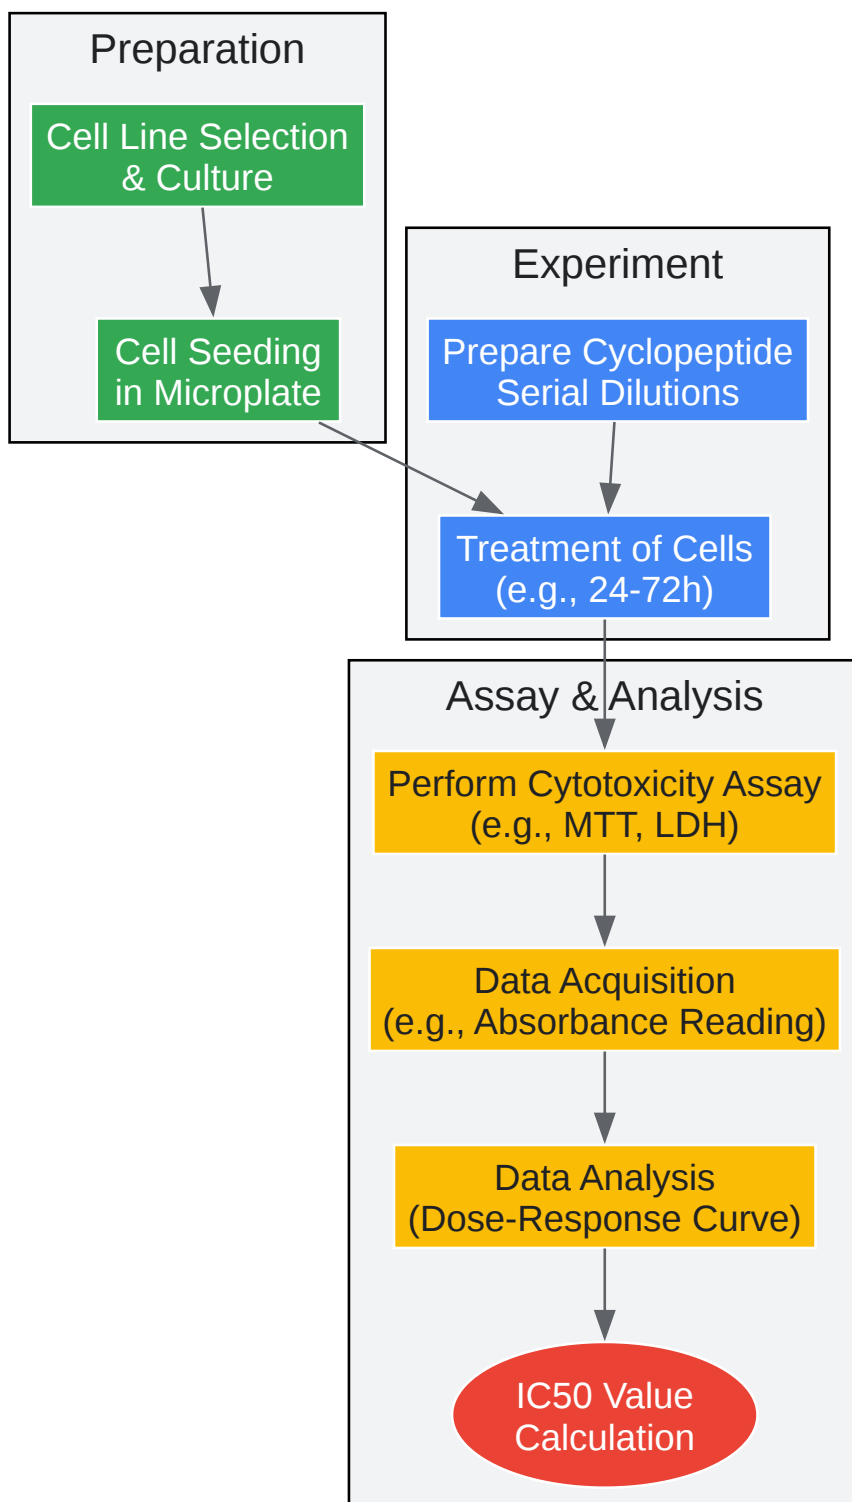 Preparation
Cell Line Selection
& Culture
Cell Seeding
in Microplate
Experiment
Prepare Cyclopeptide
Serial Dilutions
Treatment of Cells
(e.g., 24-72h)
Assay & Analysis
Perform Cytotoxicity Assay
(e.g., MTT, LDH)
Data Acquisition
(e.g., Absorbance Reading)
Data Analysis
(Dose-Response Curve)
IC50 Value
Calculation